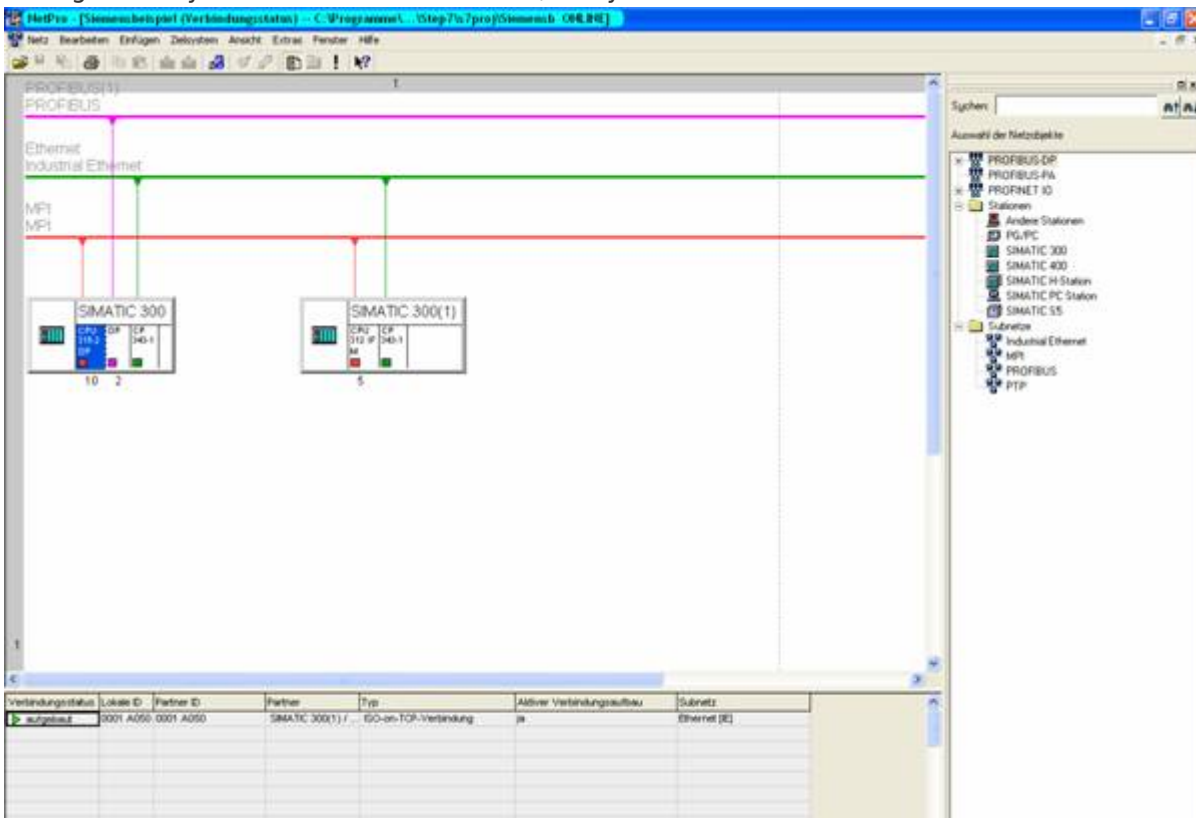 NetPro - [Siemensbeispiel (Verbindungsstatus) -- C:\Programme\...\Step7\s7proj\Siemensb ONLINE]
Netz Bearbeiten Einfügen Zielsystem Ansicht Extras Fenster Hilfe
1
PROFIBUS(1)
PROFIBUS
Ethernet
Industrial Ethernet
MPI
MPI
SIMATIC 300
CPU DP CP
343-1
DP
10 2
SIMATIC 300(1)
CPU CP
312 IF 343-1
M
5
1
Suchen:
Auswahl der Netzobjekte
PROFIBUS-DP
PROFIBUS-PA
PROFINET IO
Stationen
Andere Stationen
PG/PC
SIMATIC 300
SIMATIC 400
SIMATIC H-Station
SIMATIC PC Station
SIMATIC S5
Subnetze
Industrial Ethernet
MPI
PROFIBUS
PTP
Verbindungsstatus Lokale ID Partner ID Partner Typ Aktiver Verbindungsaufbau Subnetz
aufgebaut 0001 A050 0001 A050 SIMATIC 300(1) / ... ISO-on-TCP-Verbindung ja Ethernet [IE]